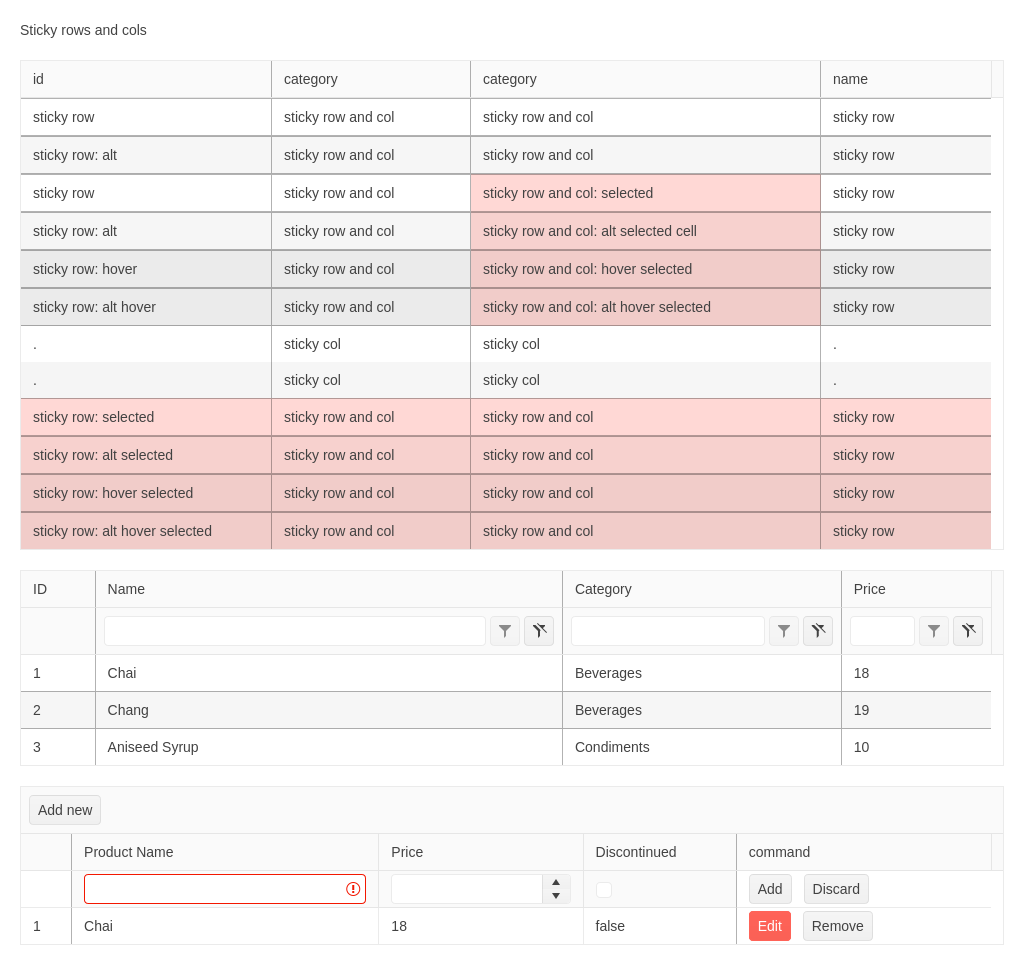 Sticky rows and cols
id category category name
sticky row sticky row and col sticky row and col sticky row
sticky row: alt sticky row and col sticky row and col sticky row
sticky row sticky row and col sticky row and col: selected sticky row
sticky row: alt sticky row and col sticky row and col: alt selected cell sticky row
sticky row: hover sticky row and col sticky row and col: hover selected sticky row
sticky row: alt hover sticky row and col sticky row and col: alt hover selected sticky row
. sticky col sticky col .
. sticky col sticky col .
sticky row: selected sticky row and col sticky row and col sticky row
sticky row: alt selected sticky row and col sticky row and col sticky row
sticky row: hover selected sticky row and col sticky row and col sticky row
sticky row: alt hover selected sticky row and col sticky row and col sticky row
ID Name Category Price
1 Chai Beverages 18
2 Chang Beverages 19
3 Aniseed Syrup Condiments 10
Add new
Product Name Price Discontinued command
Add Discard
1 Chai 18 false Edit Remove